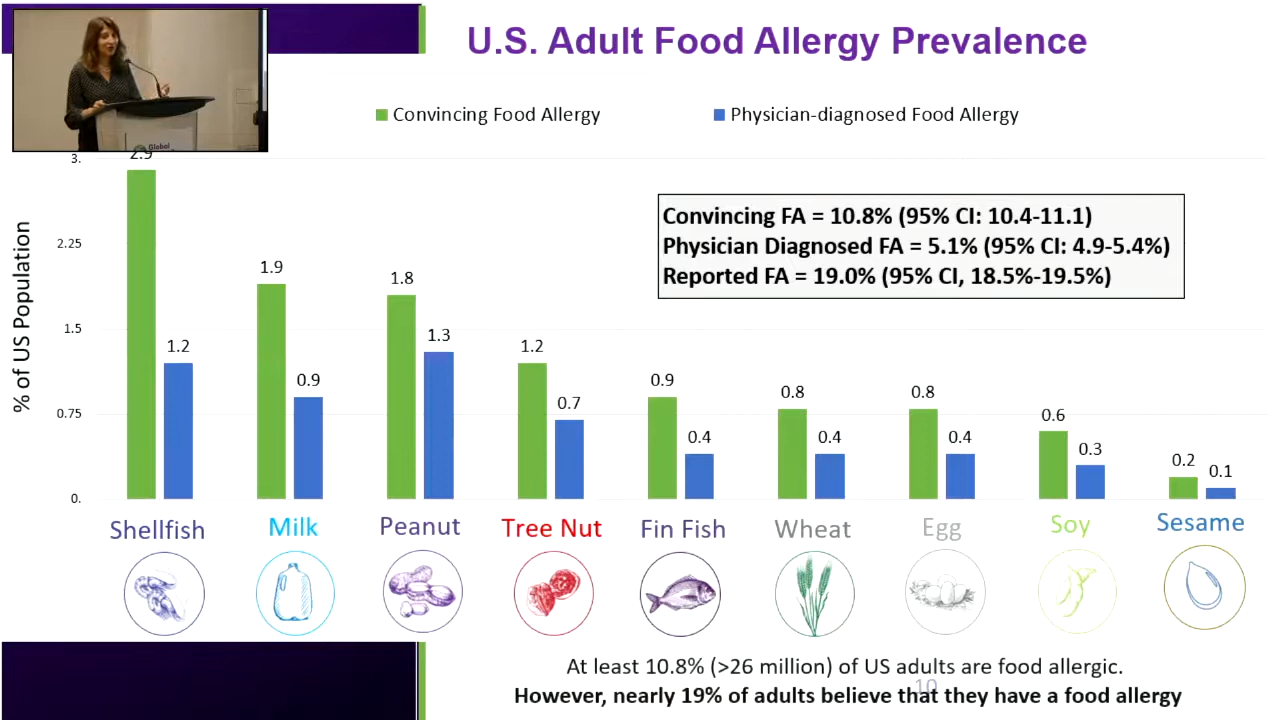 U.S. Adult Food Allergy Prevalence
Convincing Food Allergy
Physician-diagnosed Food Allergy
Global
% of US Population
3.
2.25
1.5
0.75
0.
2.9
1.2
1.9
0.9
1.8
1.3
1.2
0.7
0.9
0.4
0.8
0.4
0.8
0.4
0.6
0.3
0.2
0.1
Convincing FA = 10.8% (95% CI: 10.4-11.1)
Physician Diagnosed FA = 5.1% (95% CI: 4.9-5.4%)
Reported FA = 19.0% (95% CI, 18.5%-19.5%)
Shellfish
Milk
Peanut
Tree Nut
Fin Fish
Wheat
Egg
Soy
Sesame
At least 10.8% (>26 million) of US adults are food allergic.
10
However, nearly 19% of adults believe that they have a food allergy